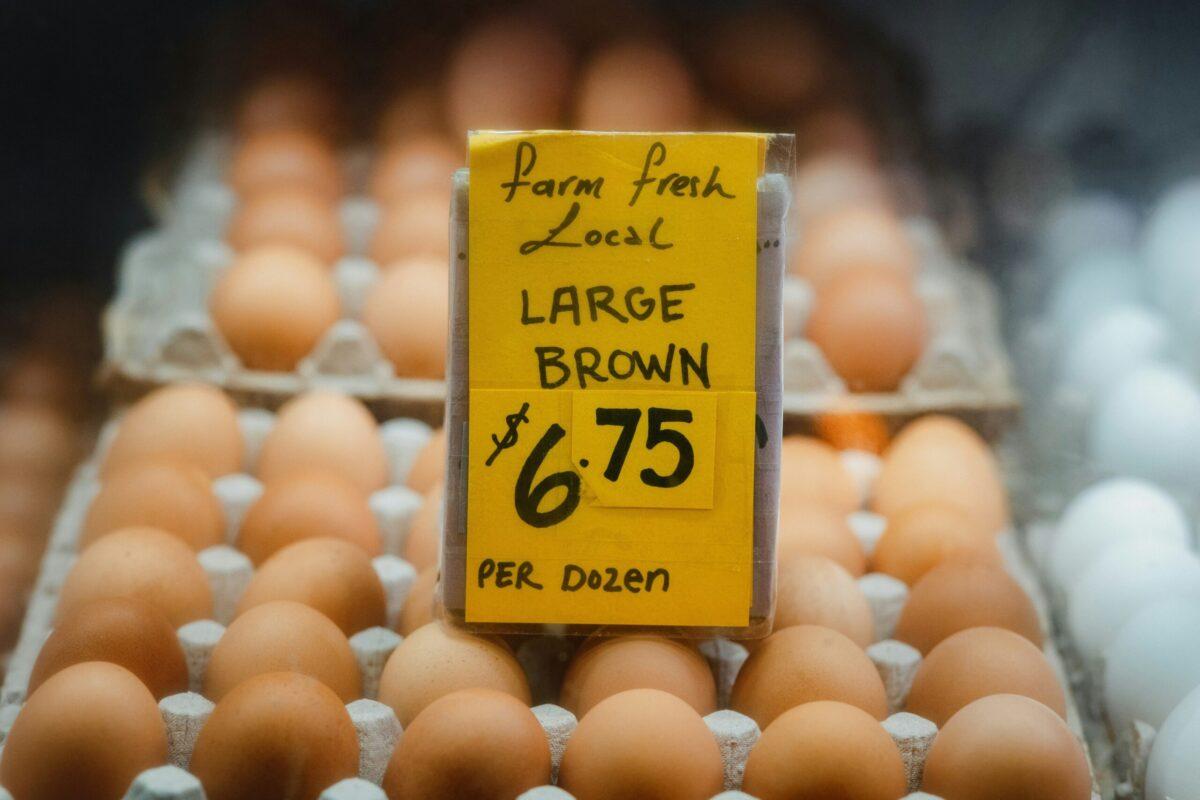 farm fresh
Local
LARGE
BROWN
$6.75
PER Dozen